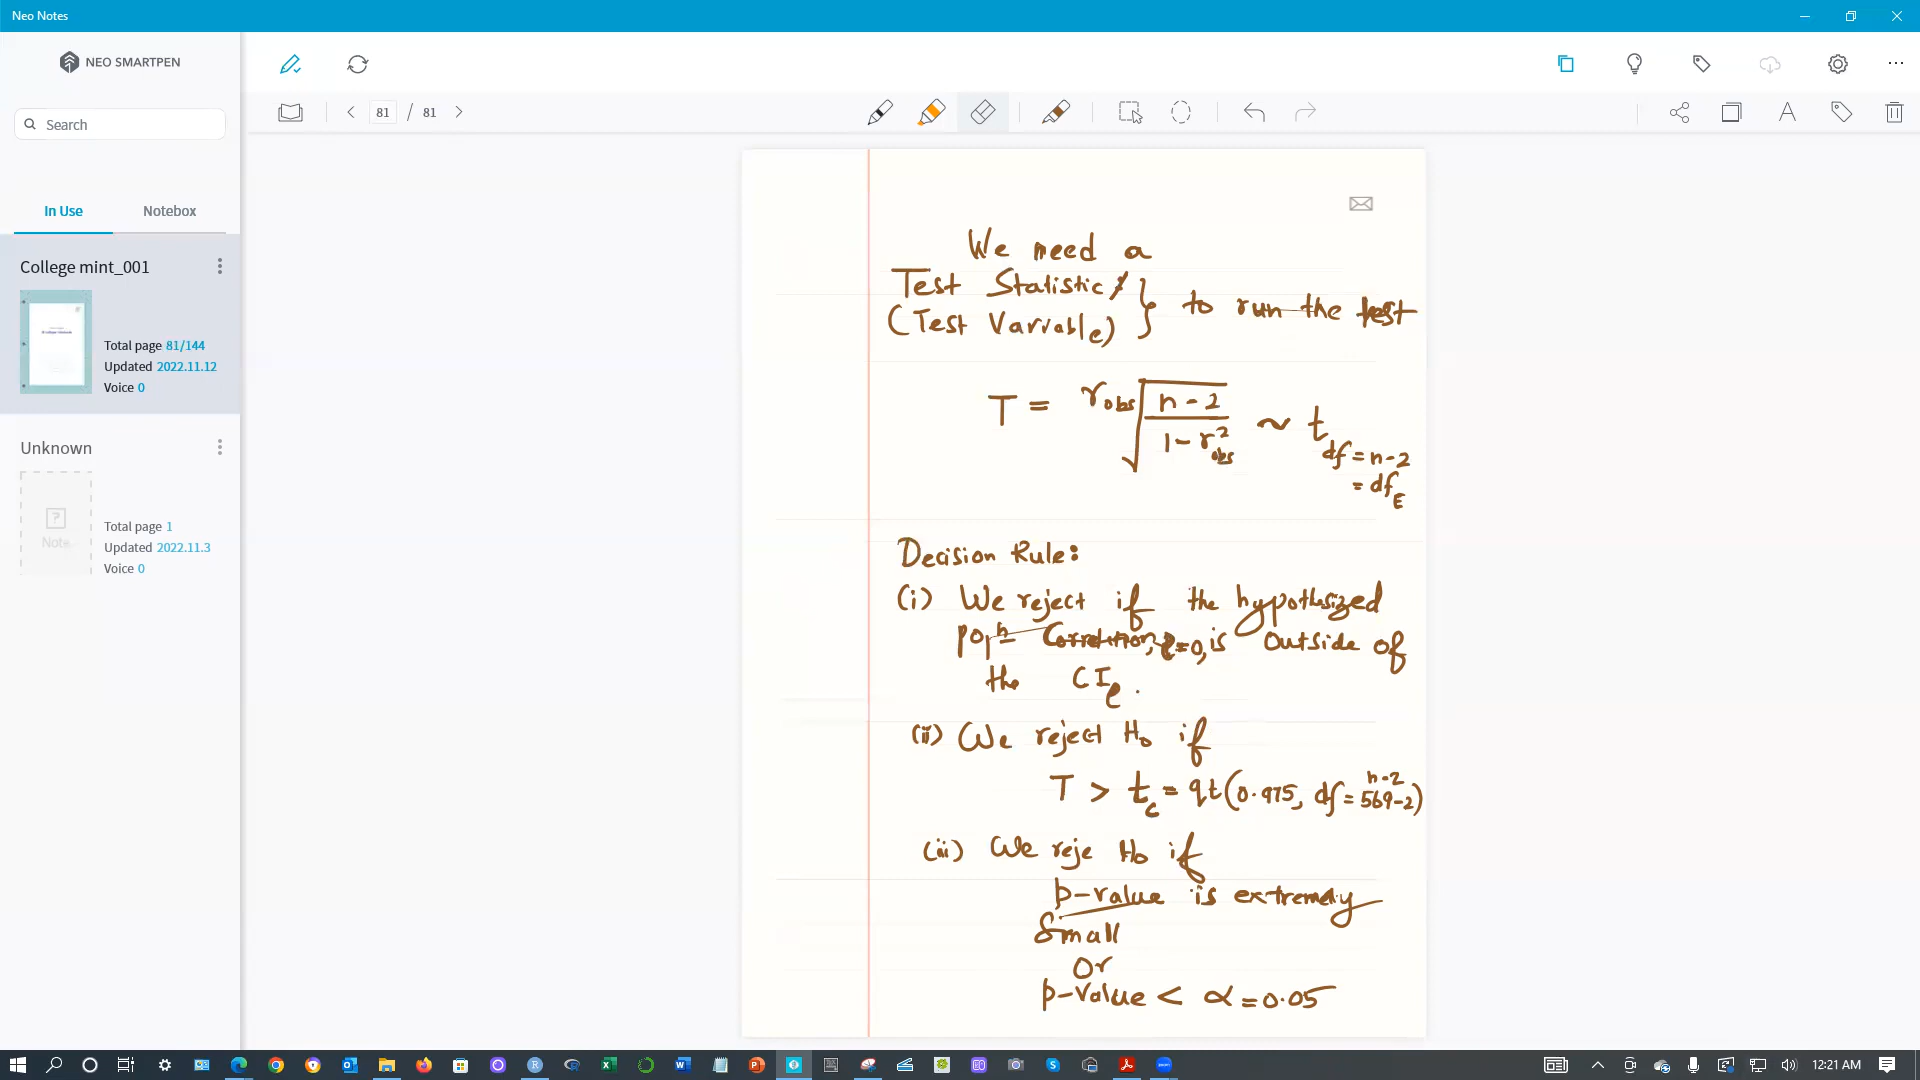 Neo Notes
NEO SMARTPEN
Search
In Use
Notebox
College mint_001
Total page 81/144
Updated 2022.11.12
Voice 0
Unknown
Note
Total page 1
Updated 2022.11.3
Voice 0
81 / 81
We need a
Test Statistic /
(Test Variable) } to run the test
T = r_obs √((n-2)/(1-r²_obs)) ~ t_df = n-2
= df_E
Decision Rule:
(i) We reject if the hypothesized
popⁿ Correlation, ρ=0, is outside of
the CI_ρ.
(ii) We reject H₀ if
T > t_c = qt(0.975, df = n-2
569-2)
(iii) We reje H₀ if
p-value is extremely
small
Or
p-value < α = 0.05
12:21 AM